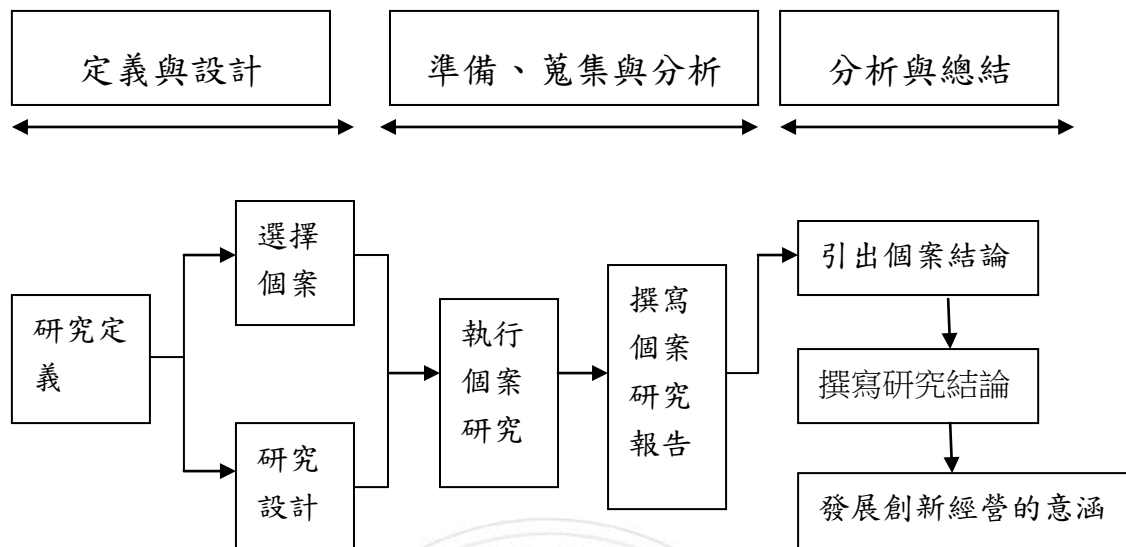 定義與設計
準備、蒐集與分析
分析與總結
研究定
義
選擇
個案
研究
設計
執行
個案
研究
撰寫
個案
研究
報告
引出個案結論
撰寫研究結論
發展創新經營的意涵